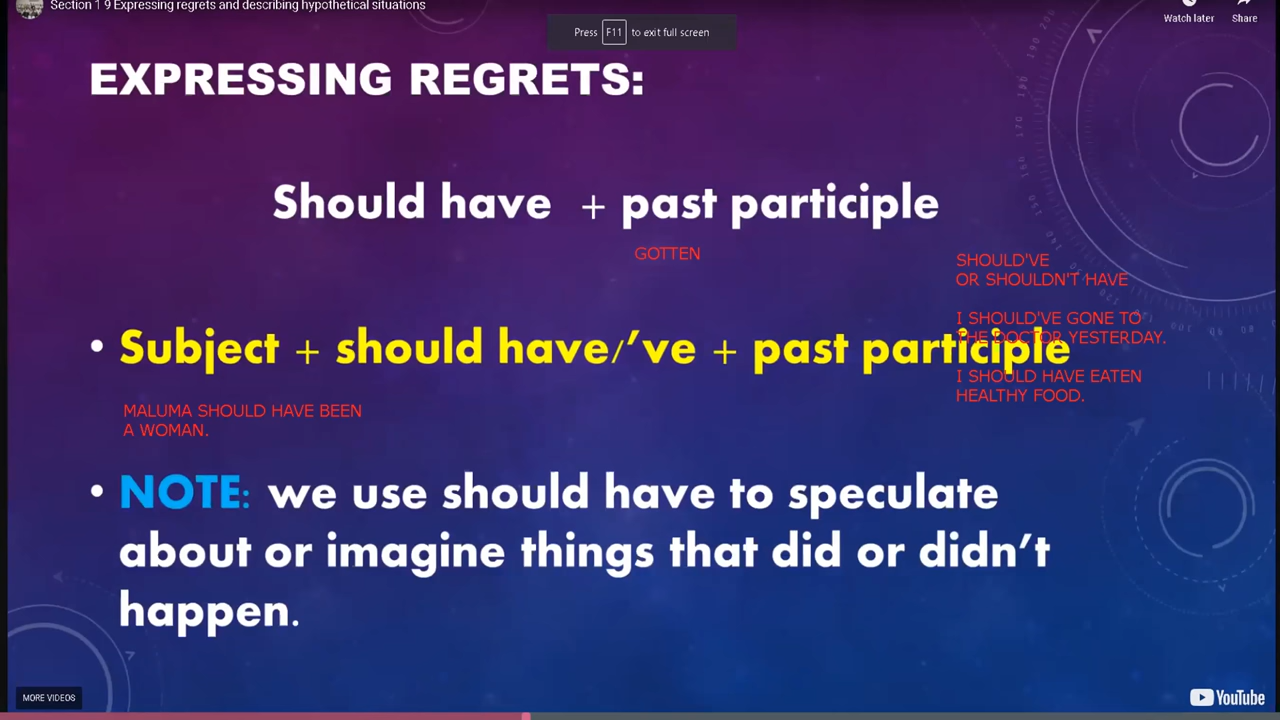 Section 1 9 Expressing regrets and describing hypothetical situations
Watch later
Share
Press F11 to exit full screen
EXPRESSING REGRETS:
Should have + past participle
GOTTEN
SHOULD'VE
OR SHOULDN'T HAVE
I SHOULD'VE GONE TO
THE DOCTOR YESTERDAY.
• Subject + should have/’ve + past participle
I SHOULD HAVE EATEN
HEALTHY FOOD.
MALUMA SHOULD HAVE BEEN
A WOMAN.
• NOTE: we use should have to speculate
about or imagine things that did or didn’t
happen.
MORE VIDEOS
YouTube